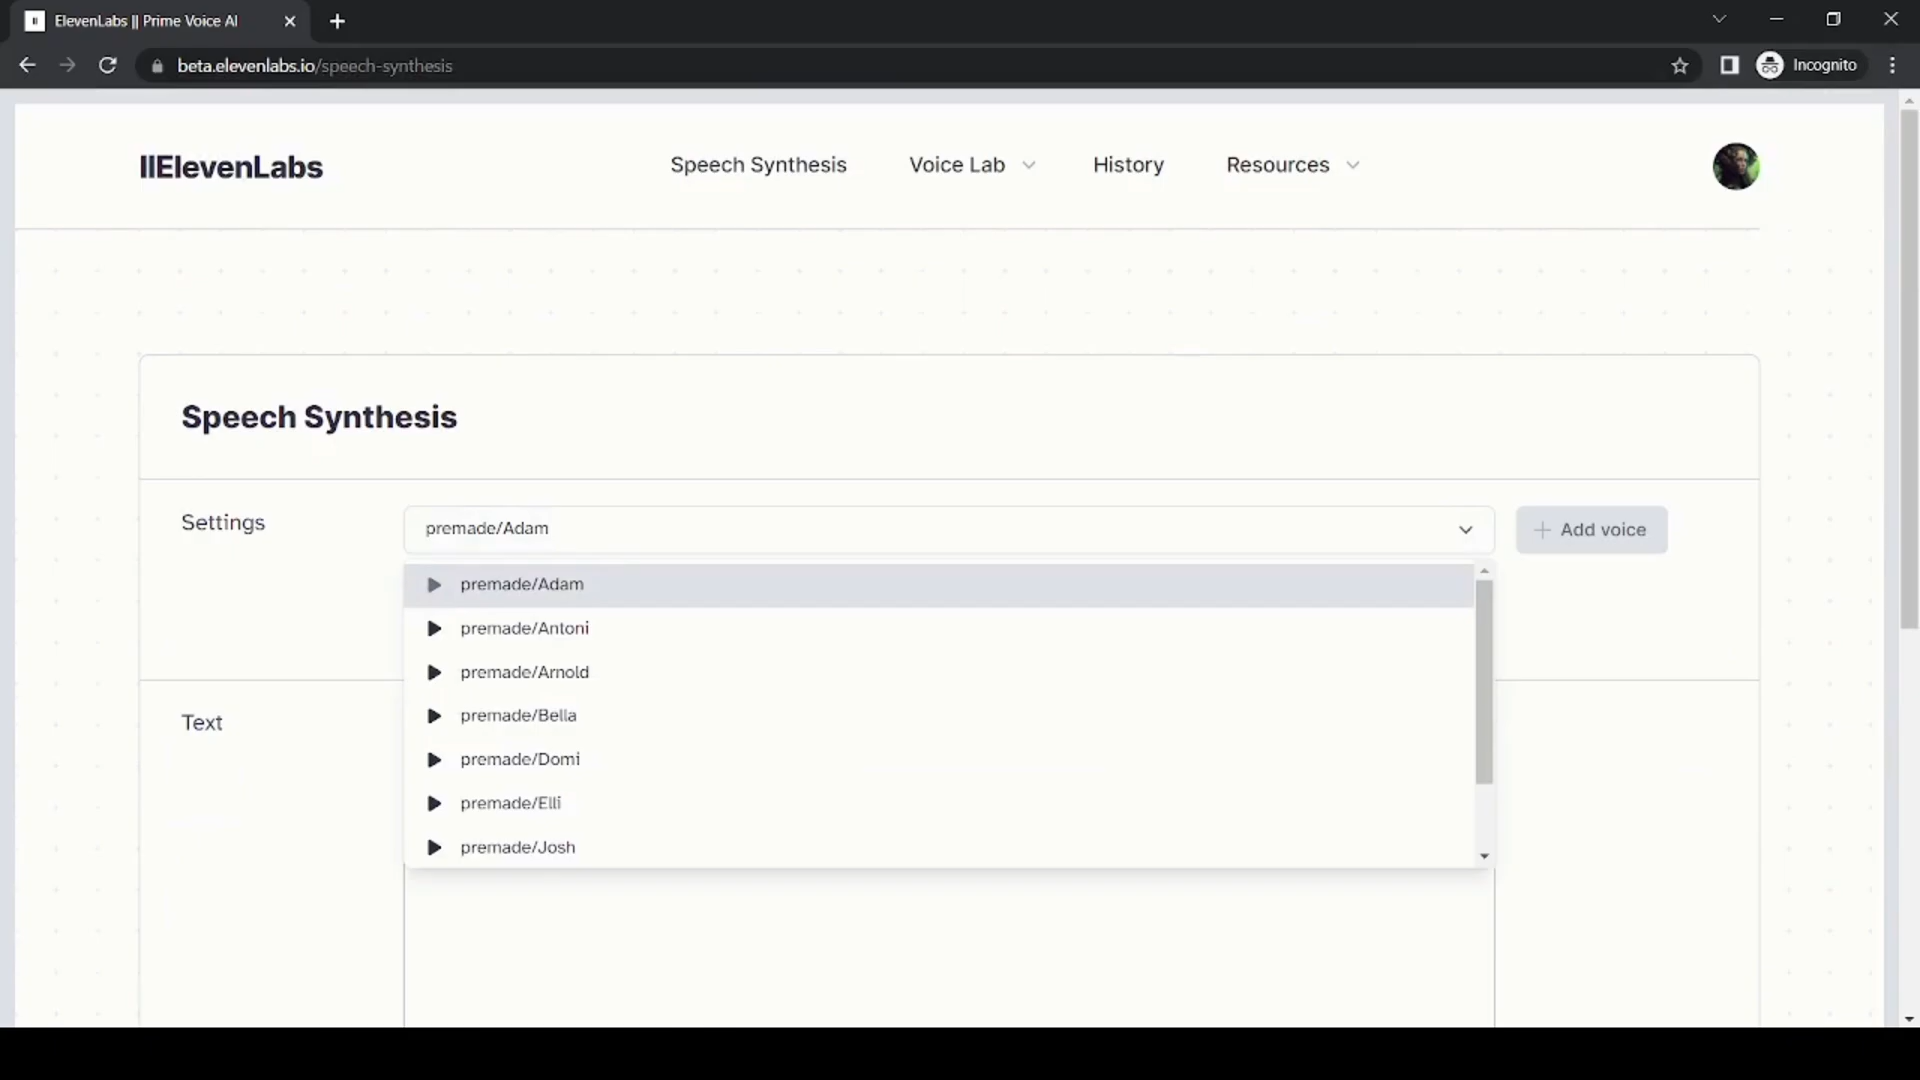 ElevenLabs || Prime Voice AI
beta.elevenlabs.io/speech-synthesis
Incognito
IIElevenLabs
Speech Synthesis
Voice Lab
History
Resources
Speech Synthesis
Settings
premade/Adam
+ Add voice
premade/Adam
premade/Antoni
premade/Arnold
premade/Bella
Text
premade/Domi
premade/Elli
premade/Josh